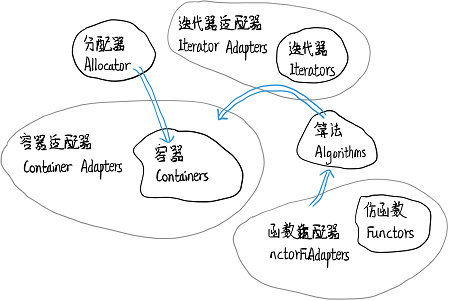 分配器
Allocator
迭代器适配器
Iterator Adapters
迭代器
Iterators
容器适配器
Container Adapters
容器
Containers
算法
Algorithms
函数适配器
nctorFuAdapters
仿函数
Functors